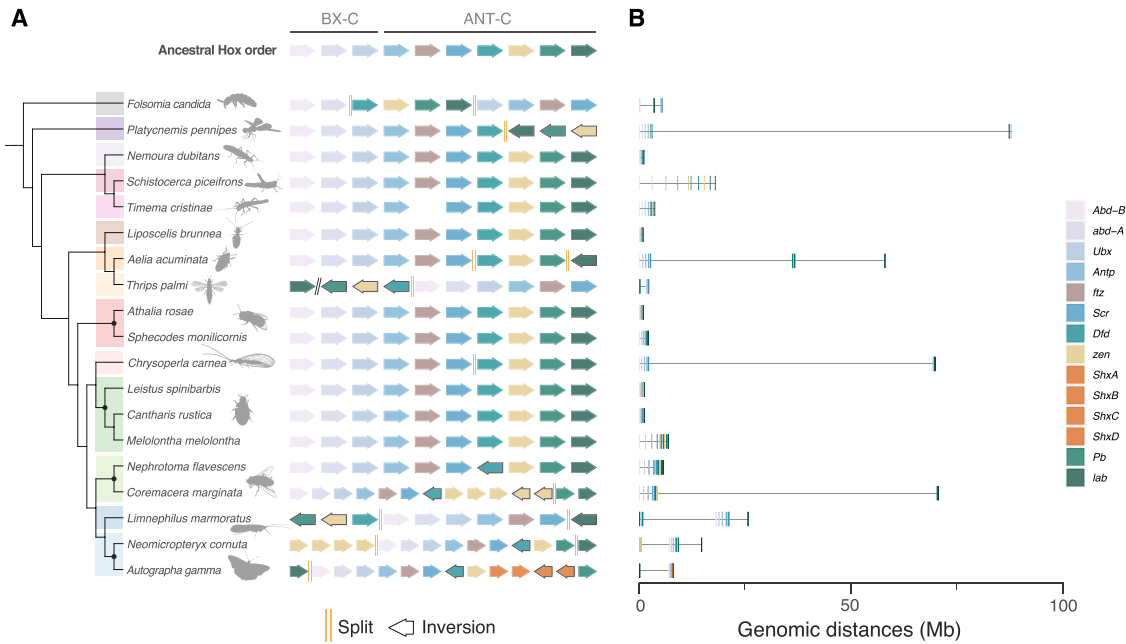 A
BX-C
ANT-C
B
Ancestral Hox order
Folsomia candida
Platycnemis pennipes
Nemoura dubitans
Schistocerca piceifrons
Timema cristinae
Liposcelis brunnea
Aelia acuminata
Thrips palmi
Athalia rosae
Sphecodes monilicornis
Chrysoperla carnea
Leistus spinibarbis
Cantharis rustica
Melolontha melolontha
Nephrotoma flavescens
Coremacera marginata
Limnephilus marmoratus
Neomicropteryx cornuta
Autographa gamma
Split
Inversion
Abd-B
abd-A
Ubx
Antp
ftz
Scr
Dfd
zen
ShxA
ShxB
ShxC
ShxD
Pb
lab
0
50
100
Genomic distances (Mb)